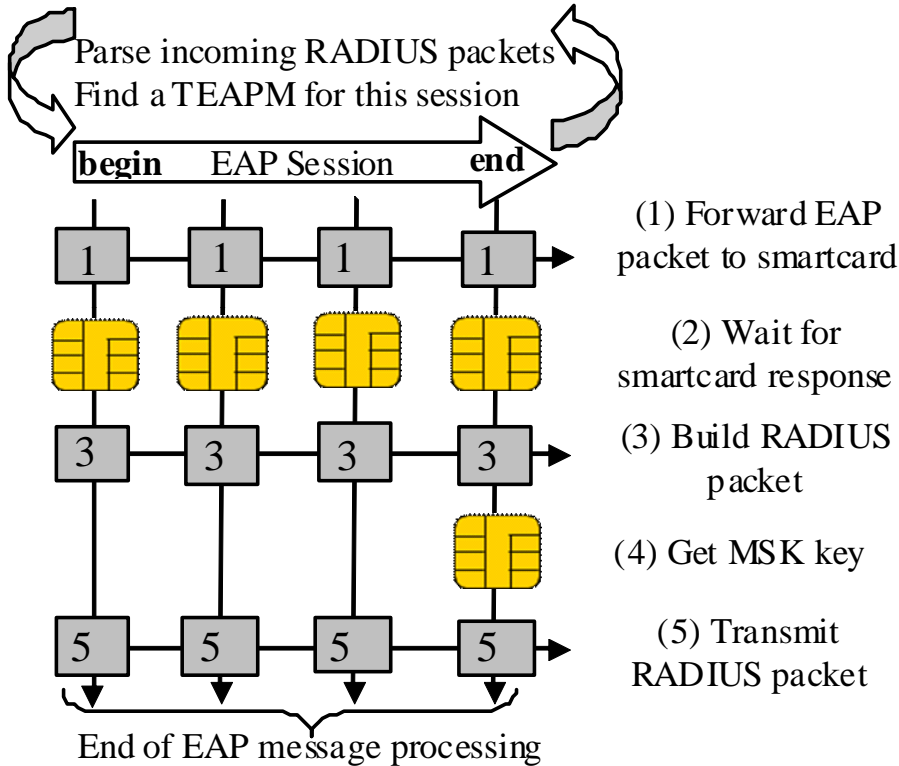 Parse incoming RADIUS packets
Find a TEAPM for this session
begin EAP Session end
1 1 1 1
(1) Forward EAP
packet to smartcard
(2) Wait for
smartcard response
3 3 3 3
(3) Build RADIUS
packet
(4) Get MSK key
5 5 5 5
(5) Transmit
RADIUS packet
End of EAP message processing